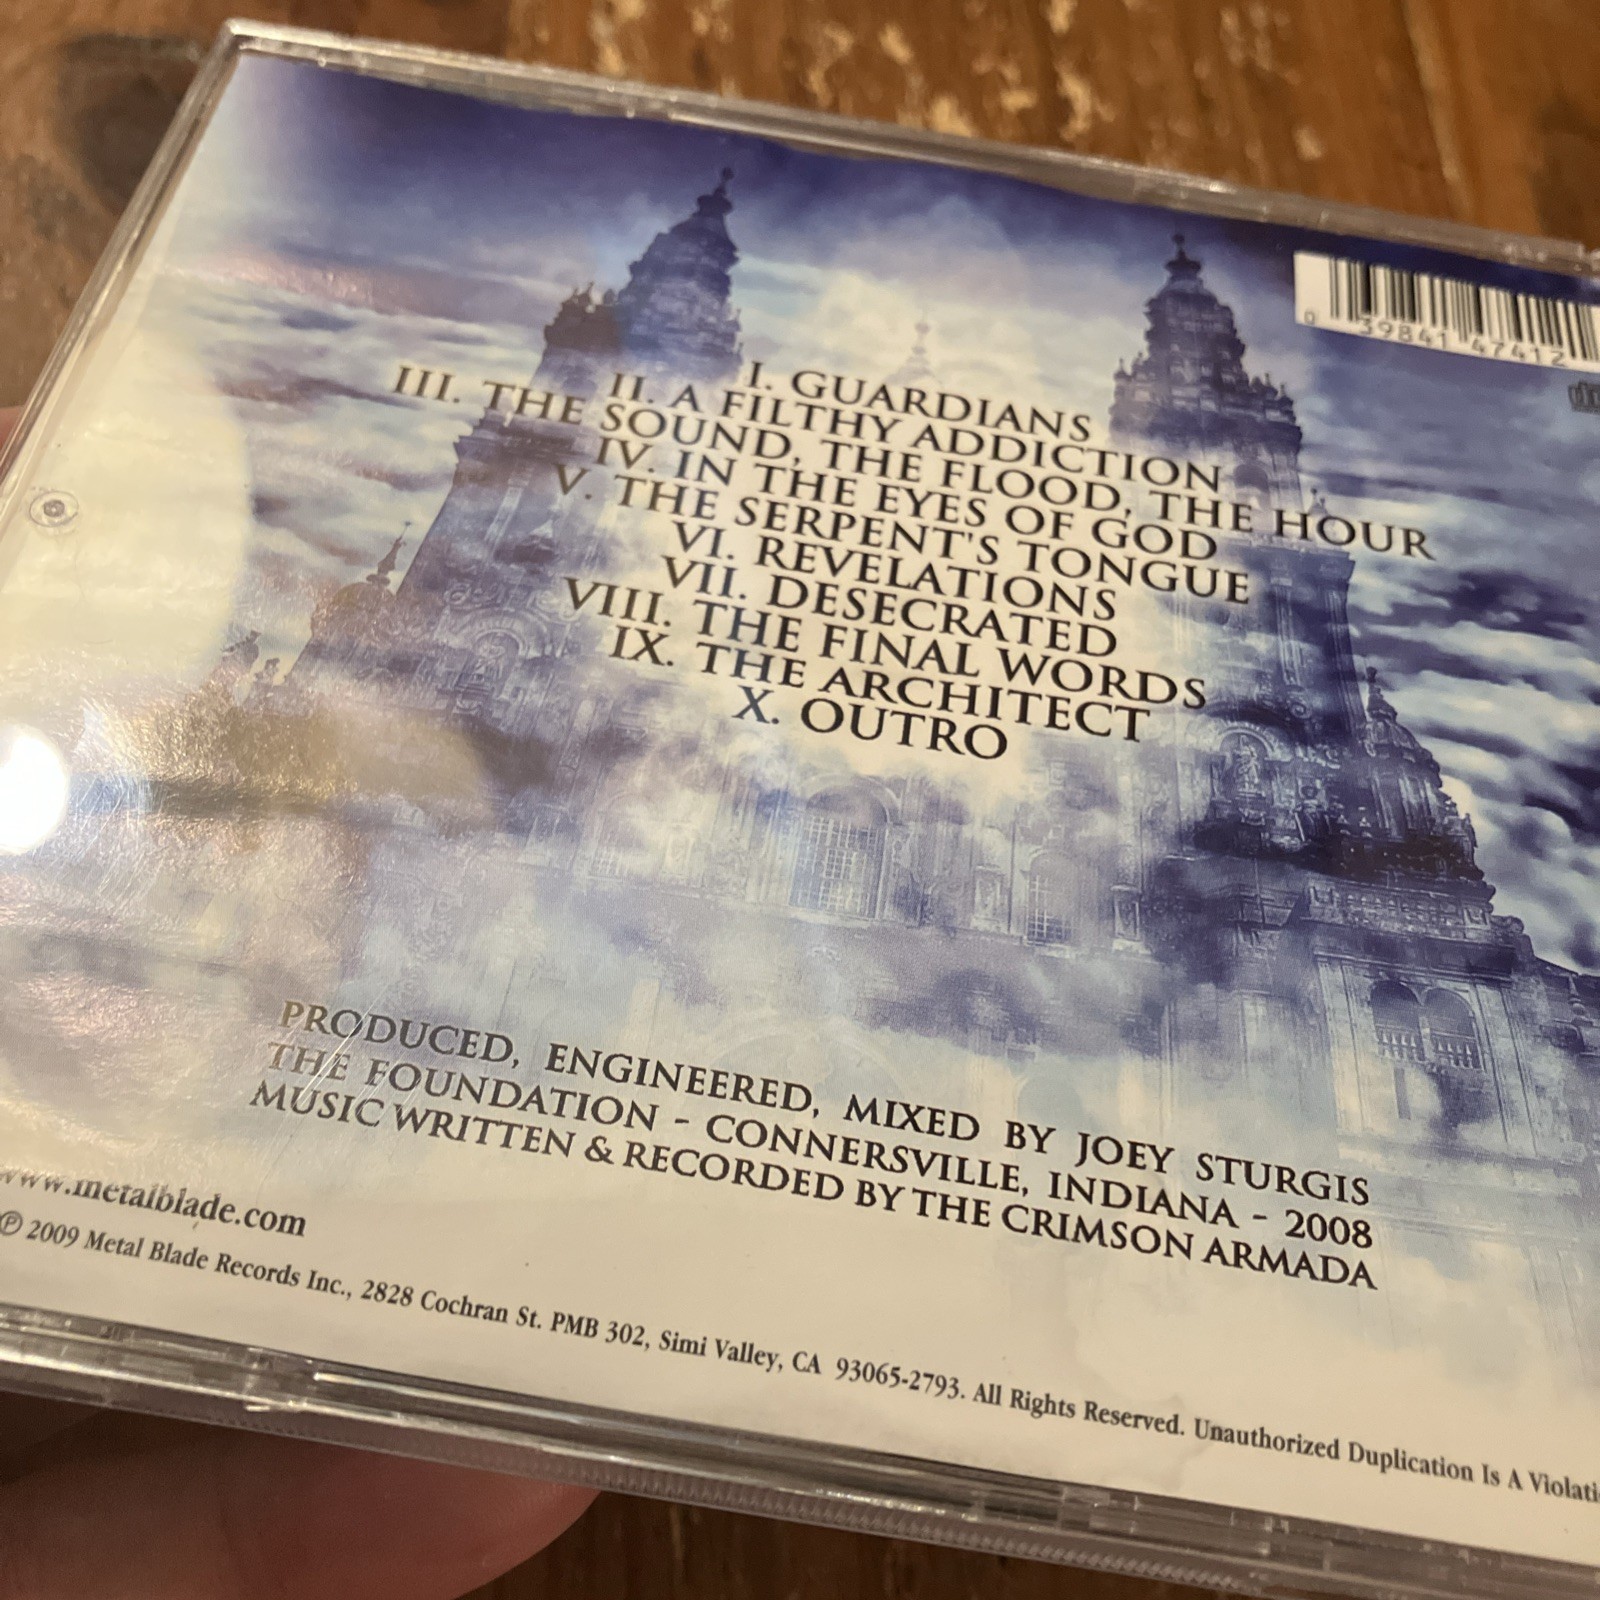 0 39841 47412
I. GUARDIANS
II. A FILTHY ADDICTION
III. THE SOUND, THE FLOOD, THE HOUR
IV. IN THE EYES OF GOD
V. THE SERPENT'S TONGUE
VI. REVELATIONS
VII. DESECRATED
VIII. THE FINAL WORDS
IX. THE ARCHITECT
X. OUTRO
PRODUCED, ENGINEERED, MIXED BY JOEY STURGIS
THE FOUNDATION - CONNERSVILLE, INDIANA - 2008
MUSIC WRITTEN & RECORDED BY THE CRIMSON ARMADA
www.metalblade.com
℗ 2009 Metal Blade Records Inc., 2828 Cochran St. PMB 302, Simi Valley, CA 93065-2793. All Rights Reserved. Unauthorized Duplication Is A Violati